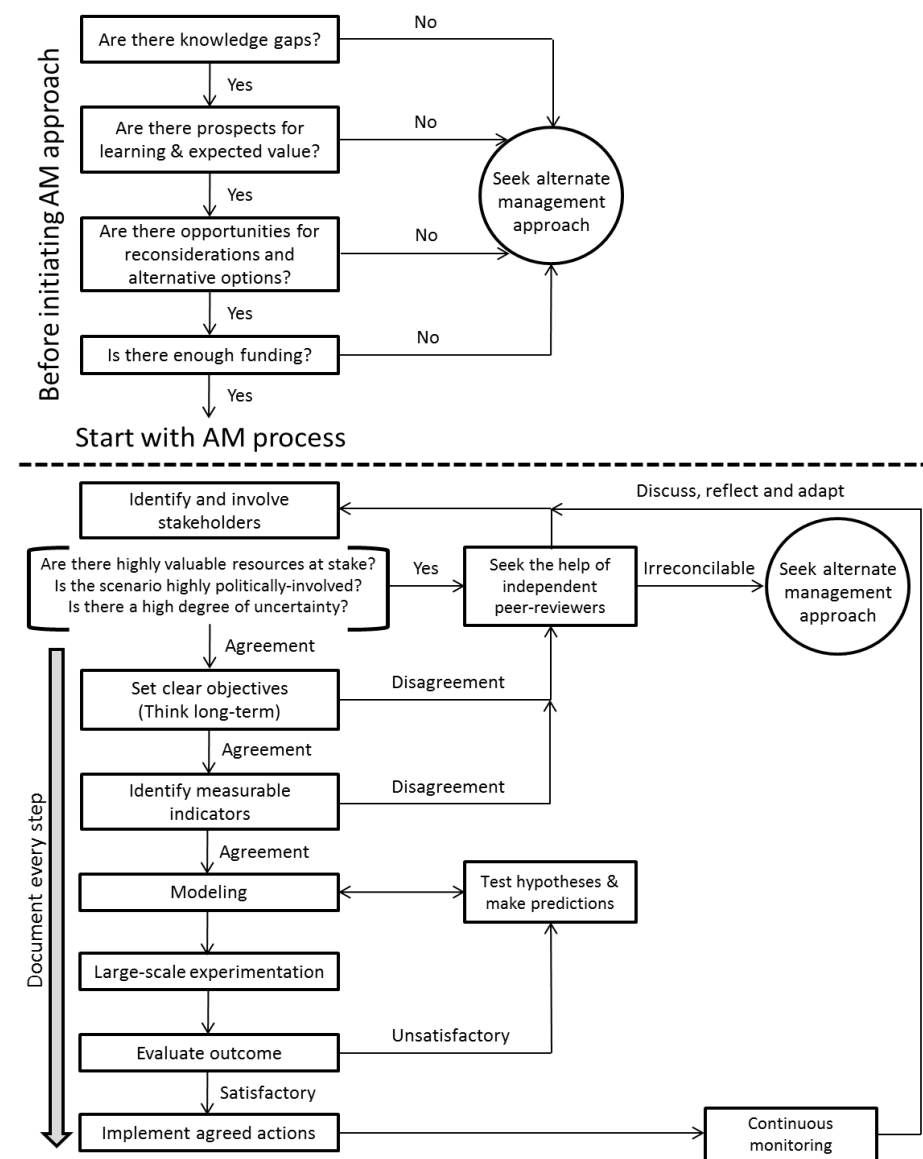 Before initiating AM approach
Are there knowledge gaps?
No
Yes
Are there prospects for
learning & expected value?
No
Seek alternate
management
approach
Yes
Are there opportunities for
reconsiderations and
alternative options?
No
Yes
Is there enough funding?
No
Yes
Start with AM process
Identify and involve
stakeholders
Discuss, reflect and adapt
Are there highly valuable resources at stake?
Is the scenario highly politically-involved?
Is there a high degree of uncertainty?
Yes
Seek the help of
independent
peer-reviewers
Irreconcilable
Seek alternate
management
approach
Agreement
Document every step
Set clear objectives
(Think long-term)
Disagreement
Agreement
Identify measurable
indicators
Disagreement
Agreement
Modeling
Test hypotheses &
make predictions
Large-scale experimentation
Evaluate outcome
Unsatisfactory
Satisfactory
Implement agreed actions
Continuous
monitoring